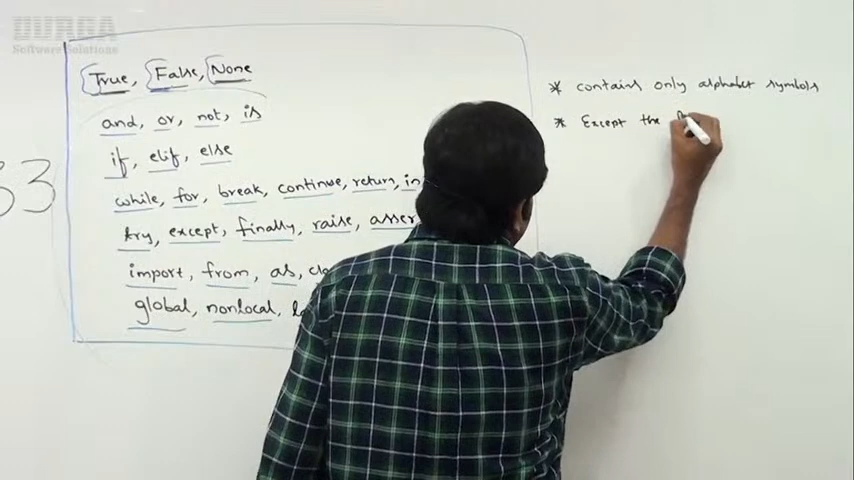 DURGA
Software Solutions
True, False, None
and, or, not, is
if, elif, else
while, for, break, continue, return, in
try, except, finally, raise, asser
import, from, as, cl
global, nonlocal, l
33
* contains only alphabet symbols
* Except the